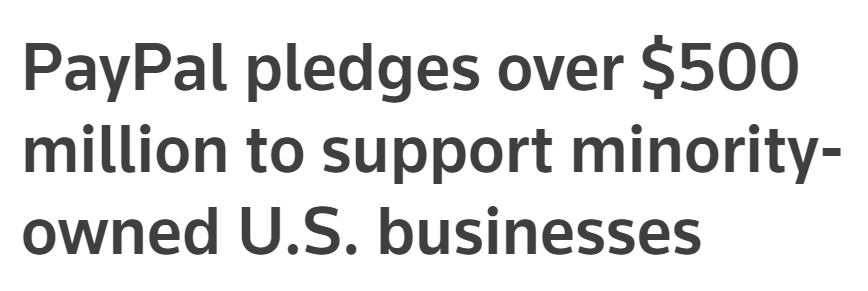 PayPal pledges over $500
million to support minority-
owned U.S. businesses